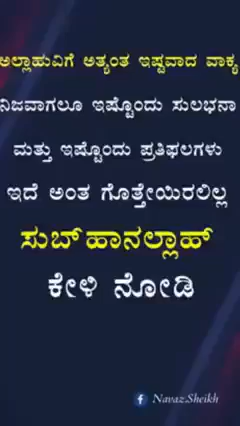 ಅಲ್ಲಾಹುವಿಗೆ ಅತ್ಯಂತ ಇಷ್ಟವಾದ ವಾಕ್ಯ
ನಿಜವಾಗಲೂ ಇಷ್ಟೊಂದು ಸುಲಭನಾ
ಮತ್ತು ಇಷ್ಟೊಂದು ಪ್ರತಿಫಲಗಳು
ಇದೆ ಅಂತ ಗೊತ್ತೇಯಿರಲಿಲ್ಲ
ಸುಬ್‌ಹಾನಲ್ಲಾಹ್
ಕೇಳಿ ನೋಡಿ
Navaz.Sheikh